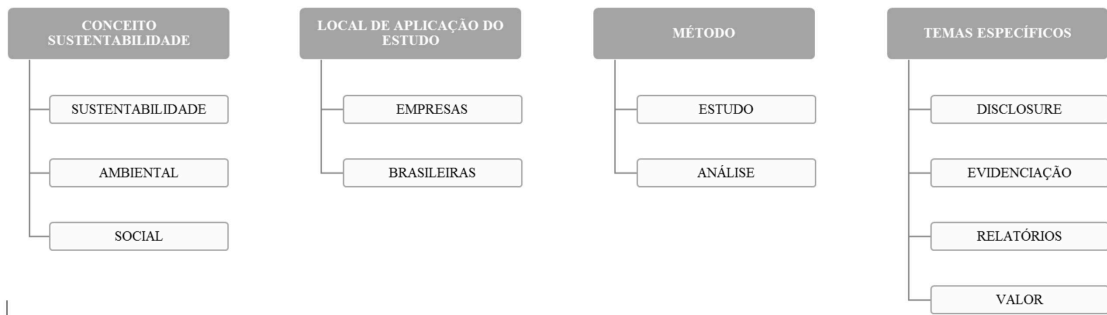 CONCEITO
SUSTENTABILIDADE
SUSTENTABILIDADE
AMBIENTAL
SOCIAL
LOCAL DE APLICAÇÃO DO
ESTUDO
EMPRESAS
BRASILEIRAS
MÉTODO
ESTUDO
ANÁLISE
TEMAS ESPECÍFICOS
DISCLOSURE
EVIDENCIAÇÃO
RELATÓRIOS
VALOR